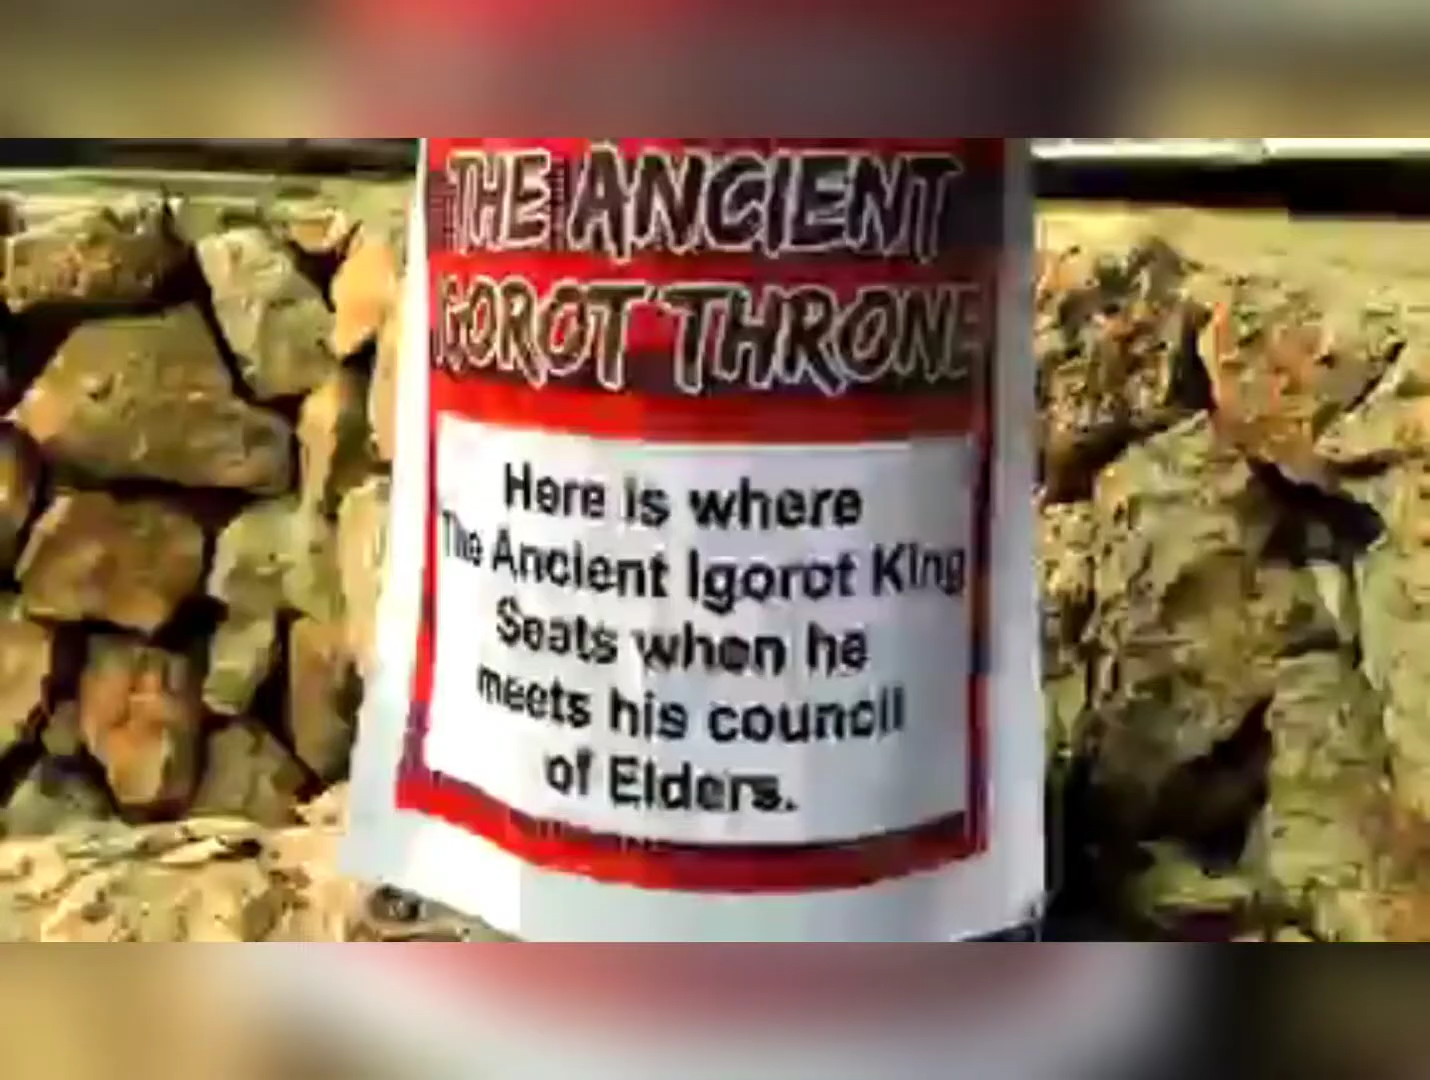 THE ANCIENT
IGOROT THRONE
Here is where
The Ancient Igorot King
Seats when he
meets his council
of Elders.